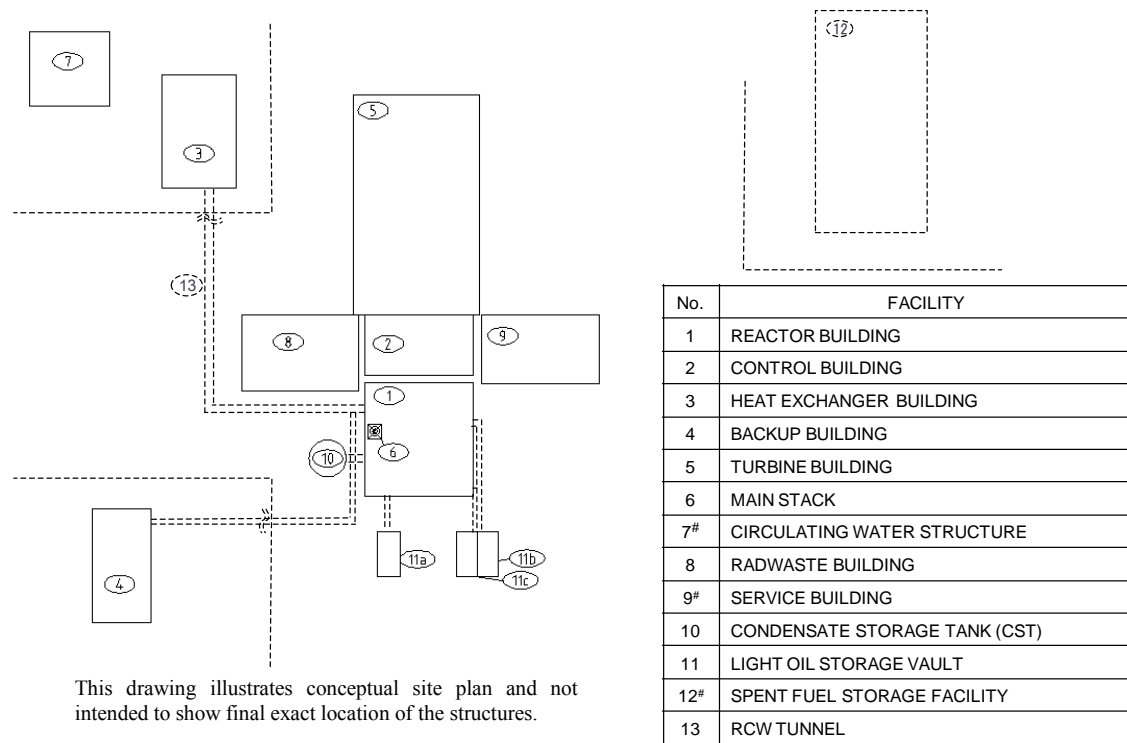 7
3
5
12
13
8
2
9
1
6
10
11a
11b
11c
4
This drawing illustrates conceptual site plan and not
intended to show final exact location of the structures.
No. FACILITY
1 REACTOR BUILDING
2 CONTROL BUILDING
3 HEAT EXCHANGER BUILDING
4 BACKUP BUILDING
5 TURBINE BUILDING
6 MAIN STACK
7# CIRCULATING WATER STRUCTURE
8 RADWASTE BUILDING
9# SERVICE BUILDING
10 CONDENSATE STORAGE TANK (CST)
11 LIGHT OIL STORAGE VAULT
12# SPENT FUEL STORAGE FACILITY
13 RCW TUNNEL